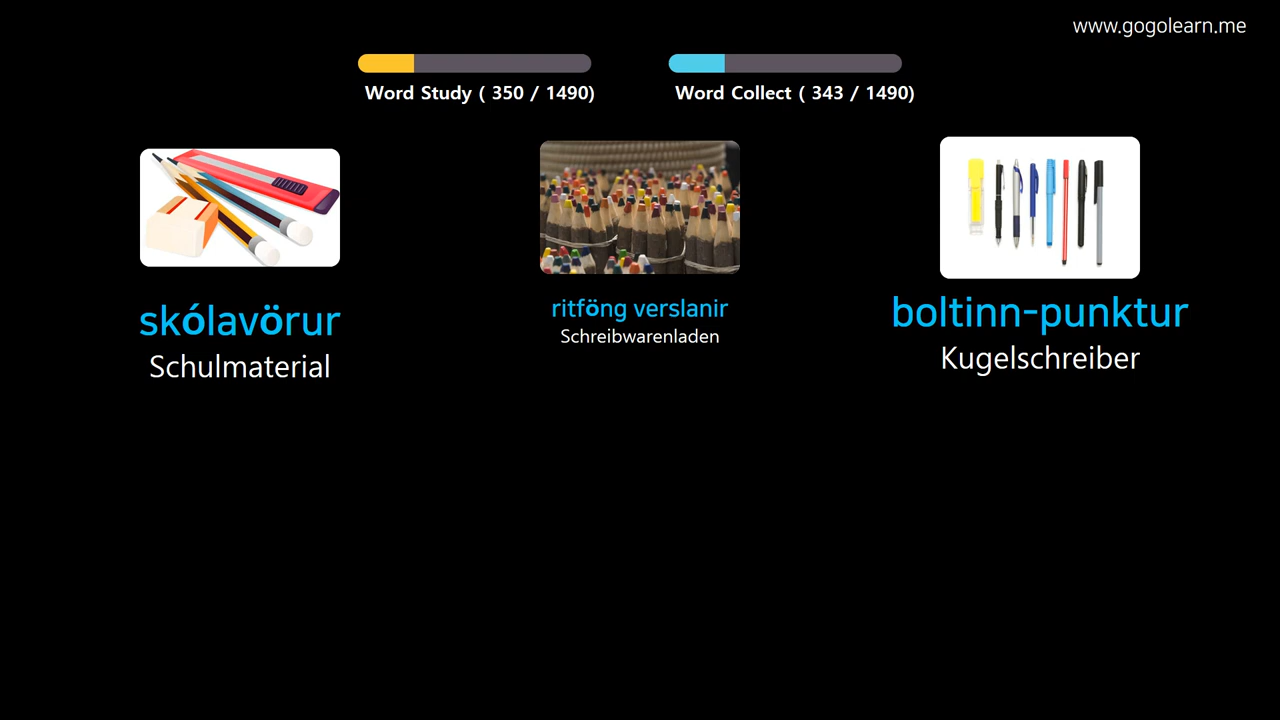 www.gogolearn.me
Word Study ( 350 / 1490)
Word Collect ( 343 / 1490)
skólavörur
Schulmaterial
ritföng verslanir
Schreibwarenladen
boltinn-punktur
Kugelschreiber